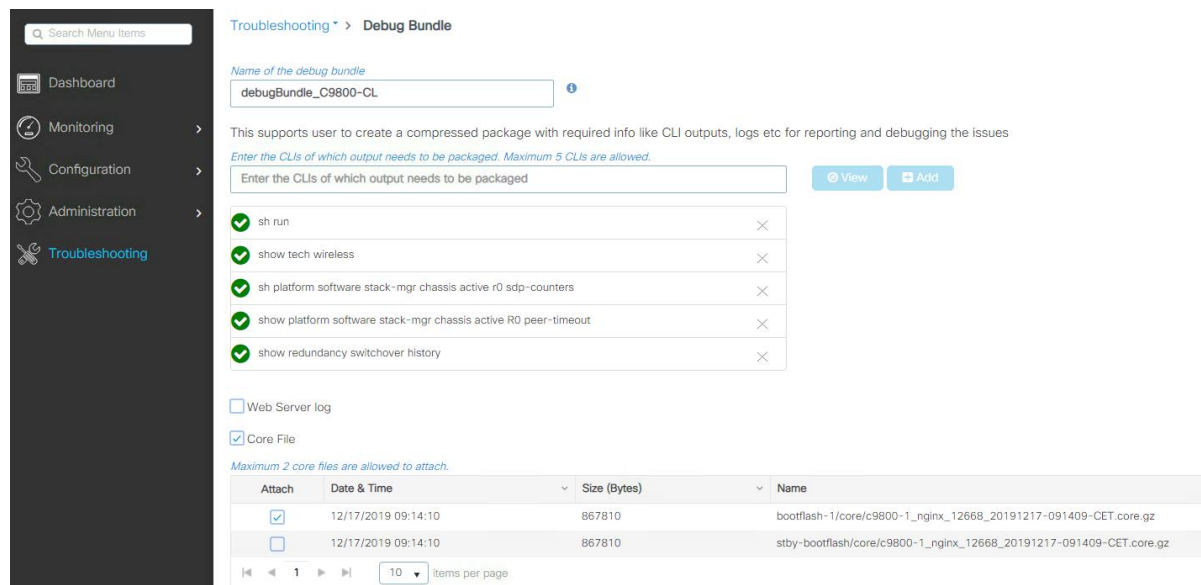 Search Menu Items
Dashboard
Monitoring
Configuration
Administration
Troubleshooting
Troubleshooting > Debug Bundle
Name of the debug bundle
debugBundle_C9800-CL
This supports user to create a compressed package with required info like CLI outputs, logs etc for reporting and debugging the issues
Enter the CLIs of which output needs to be packaged. Maximum 5 CLIs are allowed.
Enter the CLIs of which output needs to be packaged
View Add
sh run
show tech wireless
sh platform software stack-mgr chassis active r0 sdp-counters
show platform software stack-mgr chassis active R0 peer-timeout
show redundancy switchover history
Web Server log
Core File
Maximum 2 core files are allowed to attach.
Attach Date & Time Size (Bytes) Name
12/17/2019 09:14:10 867810 bootflash-1/core/c9800-1_nginx_12668_20191217-091409-CET.core.gz
12/17/2019 09:14:10 867810 stby-bootflash/core/c9800-1_nginx_12668_20191217-091409-CET.core.gz
1 10 items per page